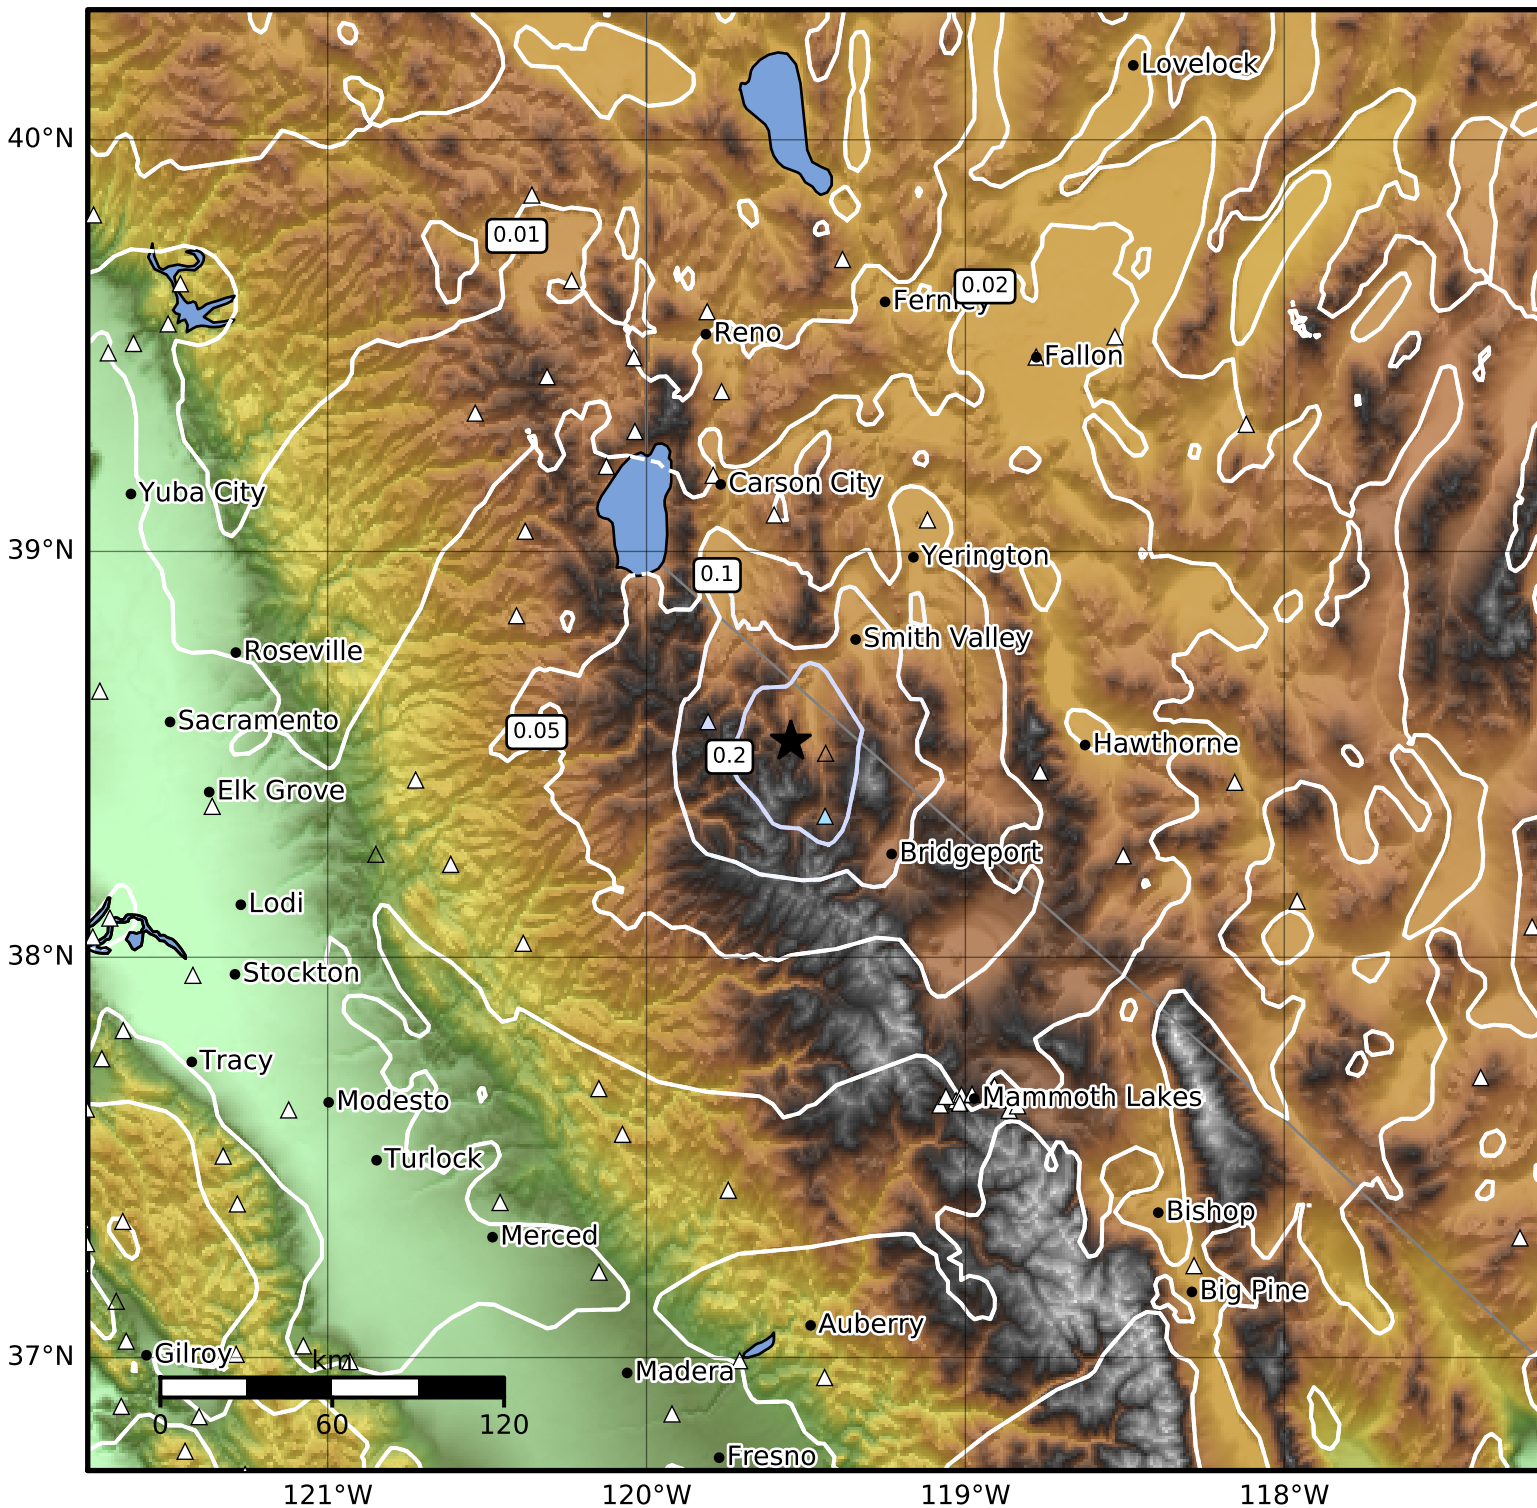 Lovelock
40°N
0.01
0.02
Fernley
Reno
Fallon
Carson City
Yuba City
39°N
Yerington
0.1
Smith Valley
Roseville
Sacramento
0.05
0.2
Hawthorne
Elk Grove
Bridgeport
Lodi
38°N
Stockton
Tracy
Modesto
Mammoth Lakes
Turlock
Bishop
Merced
Big Pine
Auberry
37°N
Gilroy
km
Madera
0 60 120
Fresno
121°W 120°W 119°W 118°W